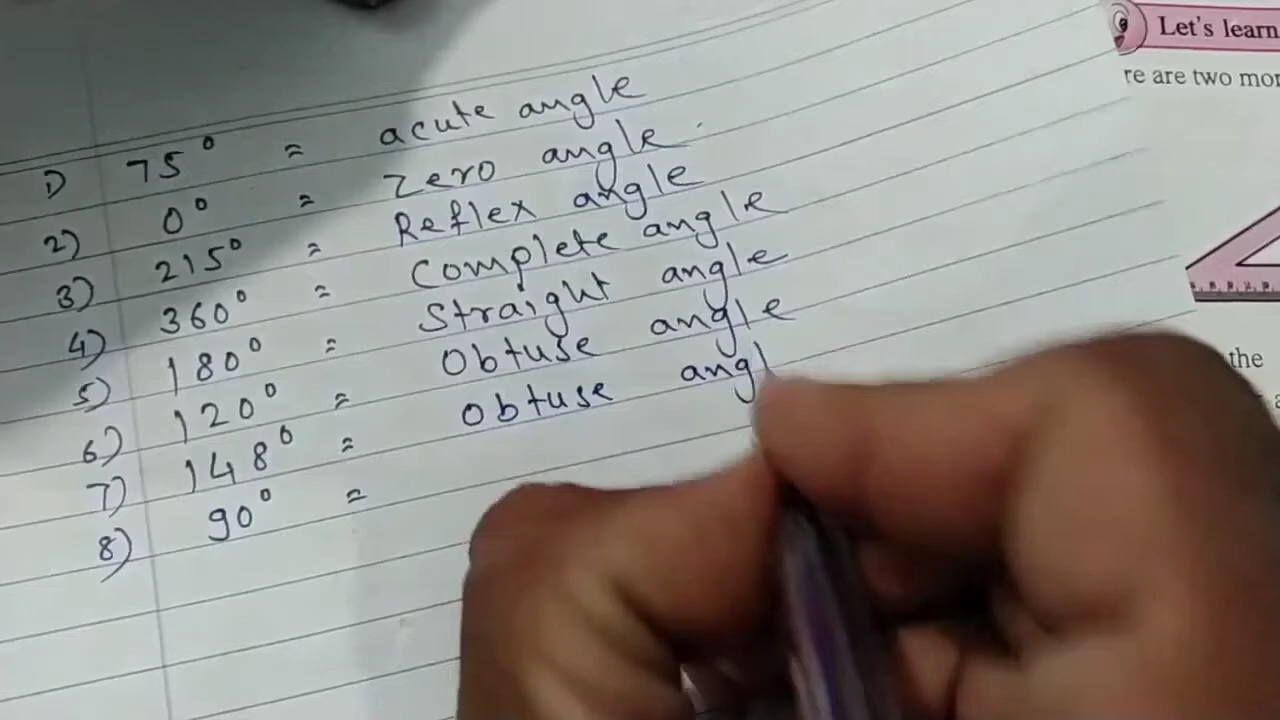 1) 75° = acute angle
2) 0° = Zero angle
3) 215° = Reflex angle
4) 360° = Complete angle
5) 180° = Straight angle
6) 120° = Obtuse angle
7) 148° = Obtuse angl
8) 90° =
Let's learn
re are two mor
the